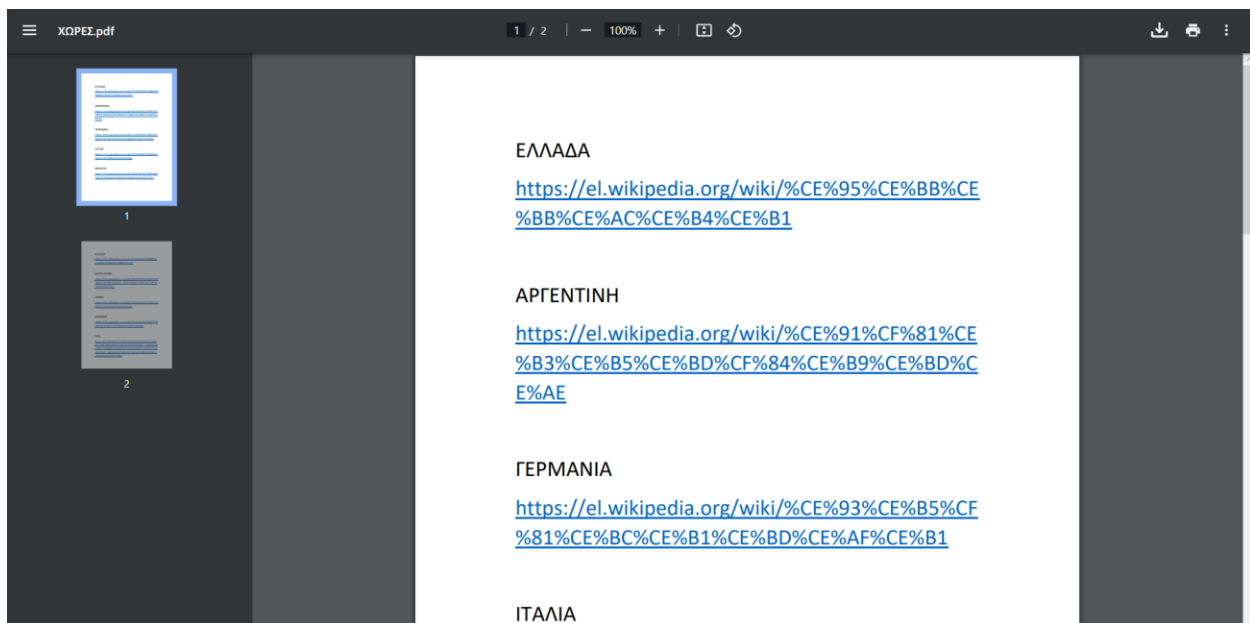 ΧΩΡΕΣ.pdf
1 / 2
100%
ΕΛΛΑΔΑ
https://el.wikipedia.org/wiki/%CE%95%CE%BB%CE
%BB%CE%AC%CE%B4%CE%B1
ΑΡΓΕΝΤΙΝΗ
https://el.wikipedia.org/wiki/%CE%91%CF%81%CE
%B3%CE%B5%CE%BD%CF%84%CE%B9%CE%BD%C
E%AE
ΓΕΡΜΑΝΙΑ
https://el.wikipedia.org/wiki/%CE%93%CE%B5%CF
%81%CE%BC%CE%B1%CE%BD%CE%AF%CE%B1
ΙΤΑΛΙΑ
1
2